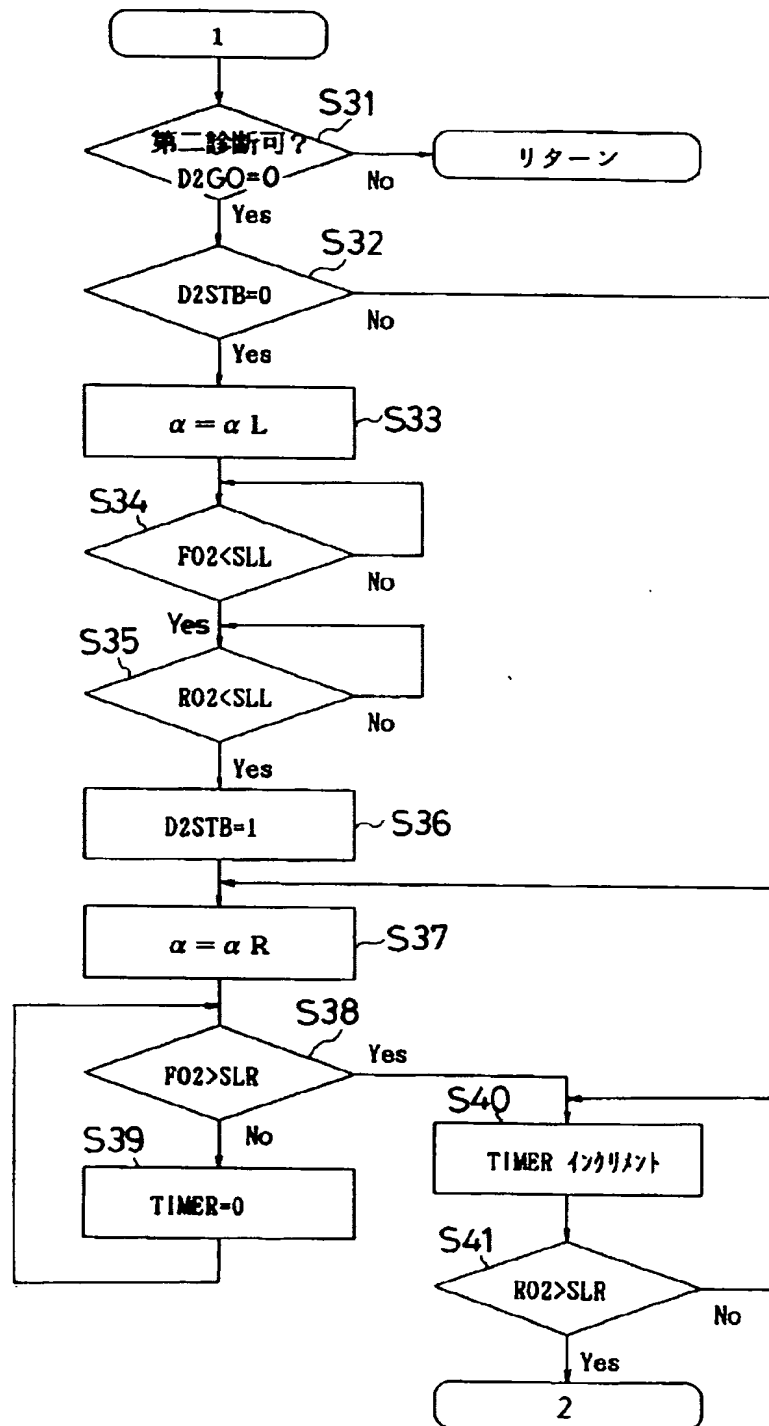 1
S31
第二診断可?
D2GO=0
No
リターン
Yes
S32
D2STB=0
No
Yes
α=αL
S33
S34
FO2<SLL
No
Yes
S35
RO2<SLL
No
Yes
D2STB=1
S36
α=αR
S37
S38
FO2>SLR
Yes
No
S39
TIMER=0
S40
TIMER インクリメント
S41
RO2>SLR
No
Yes
2